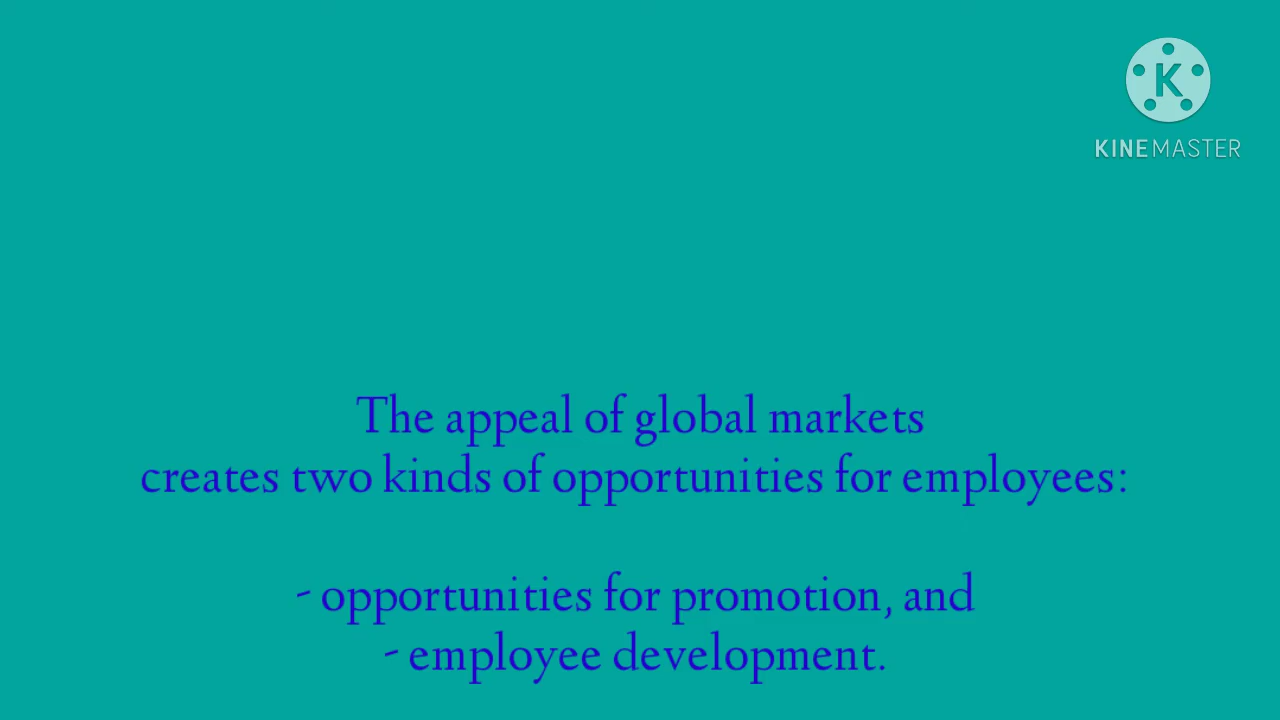 K
KINEMASTER
The appeal of global markets
creates two kinds of opportunities for employees:
- opportunities for promotion, and
- employee development.